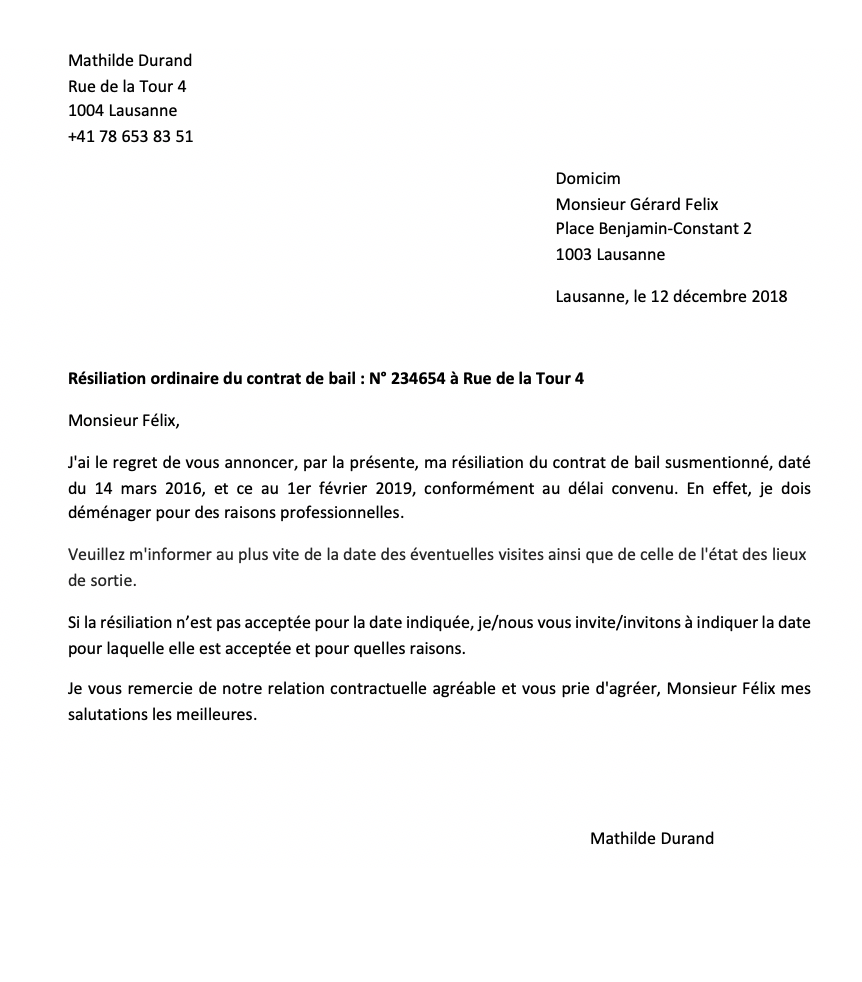 Mathilde Durand
Rue de la Tour 4
1004 Lausanne
+41 78 653 83 51
Domicim
Monsieur Gérard Felix
Place Benjamin-Constant 2
1003 Lausanne
Lausanne, le 12 décembre 2018
Résiliation ordinaire du contrat de bail : N° 234654 à Rue de la Tour 4
Monsieur Félix,
J'ai le regret de vous annoncer, par la présente, ma résiliation du contrat de bail susmentionné, daté
du 14 mars 2016, et ce au 1er février 2019, conformément au délai convenu. En effet, je dois
déménager pour des raisons professionnelles.
Veuillez m'informer au plus vite de la date des éventuelles visites ainsi que de celle de l'état des lieux
de sortie.
Si la résiliation n’est pas acceptée pour la date indiquée, je/nous vous invite/invitons à indiquer la date
pour laquelle elle est acceptée et pour quelles raisons.
Je vous remercie de notre relation contractuelle agréable et vous prie d'agréer, Monsieur Félix mes
salutations les meilleures.
Mathilde Durand